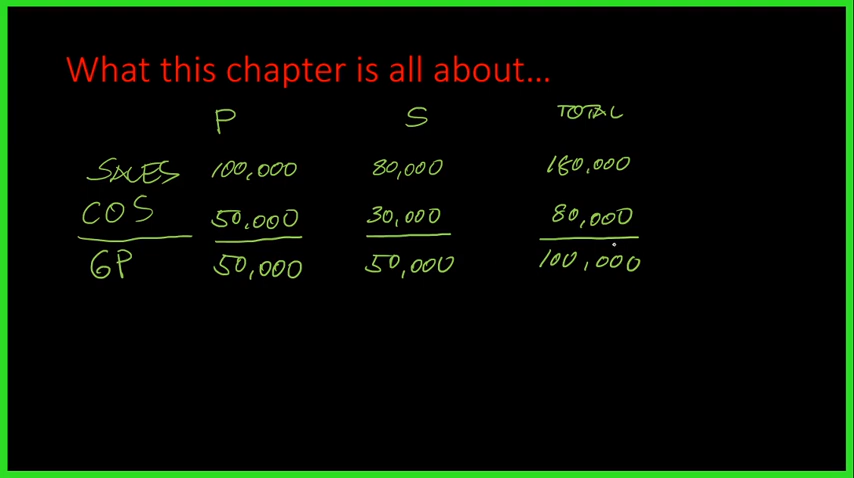 What this chapter is all about...
P S TOTAL
SALES 100,000 80,000 180,000
COS 50,000 30,000 80,000
GP 50,000 50,000 100,000